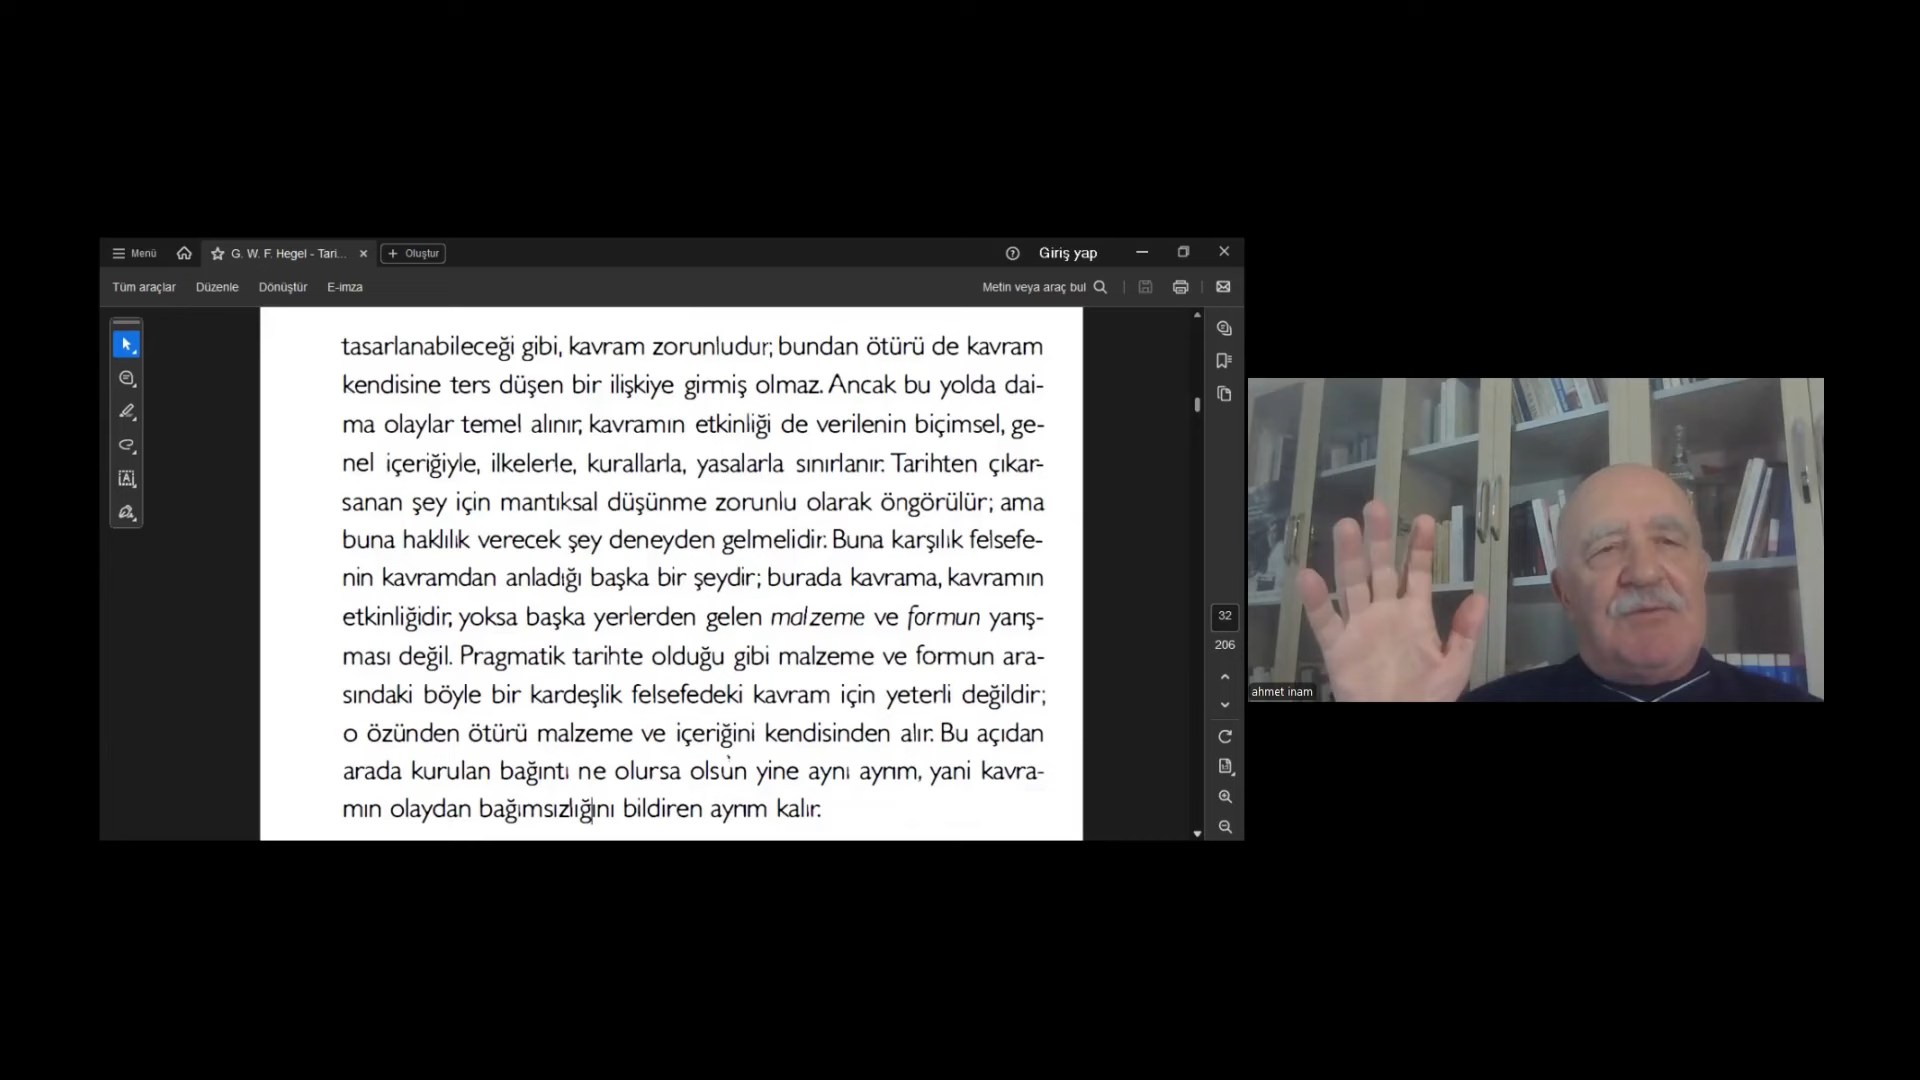 Menü
G. W. F. Hegel - Tari...
Oluştur
Giriş yap
Tüm araçlar
Düzenle
Dönüştür
E-imza
Metin veya araç bul
tasarlanabileceği gibi, kavram zorunludur; bundan ötürü de kavram
kendisine ters düşen bir ilişkiye girmiş olmaz. Ancak bu yolda dai-
ma olaylar temel alınır, kavramın etkinliği de verilenin biçimsel, ge-
nel içeriğiyle, ilkelerle, kurallarla, yasalarla sınırlanır. Tarihten çıkar-
sanan şey için mantıksal düşünme zorunlu olarak öngörülür; ama
buna haklılık verecek şey deneyden gelmelidir. Buna karşılık felsefe-
nin kavramdan anladığı başka bir şeydir; burada kavrama, kavramın
etkinliğidir, yoksa başka yerlerden gelen malzeme ve formun yarış-
ması değil. Pragmatik tarihte olduğu gibi malzeme ve formun ara-
sındaki böyle bir kardeşlik felsefedeki kavram için yeterli değildir;
o özünden ötürü malzeme ve içeriğini kendisinden alır. Bu açıdan
arada kurulan bağıntı ne olursa olsun yine aynı ayrım, yani kavra-
mın olaydan bağımsızlığını bildiren ayrım kalır.
32
206
ahmet inam